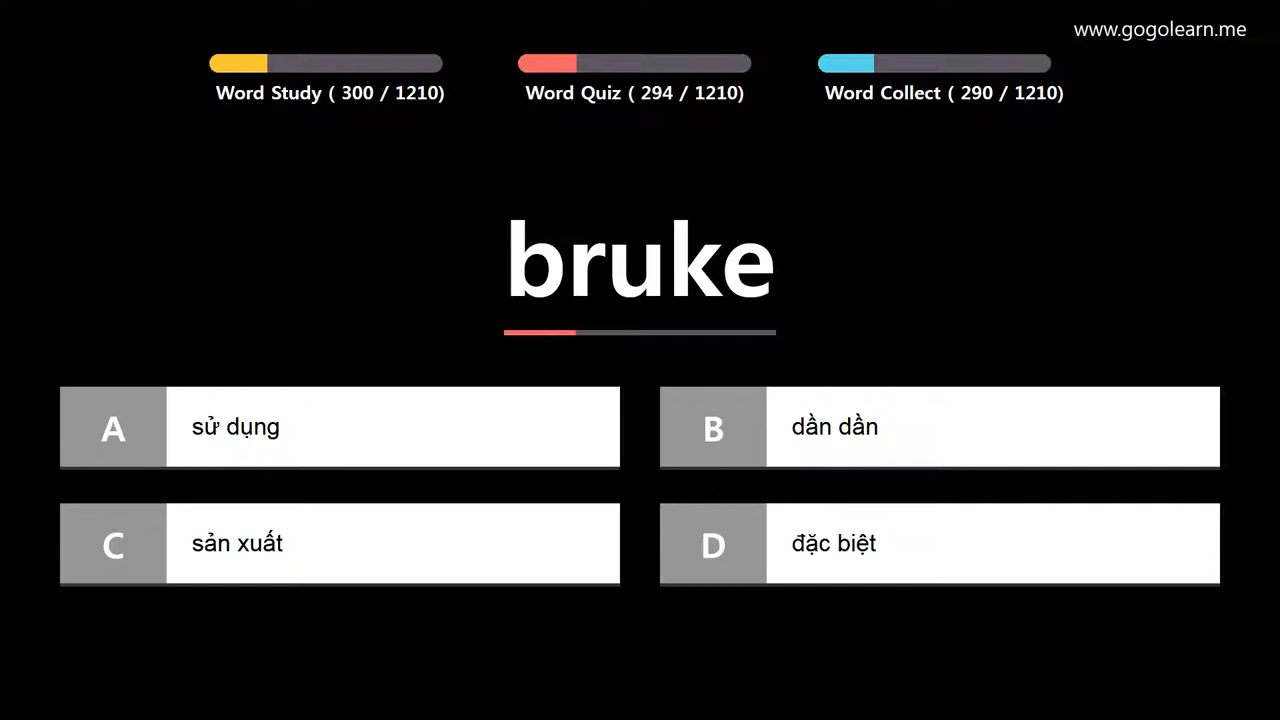 www.gogolearn.me
Word Study ( 300 / 1210)
Word Quiz ( 294 / 1210)
Word Collect ( 290 / 1210)
bruke
A sử dụng
B dần dần
C sản xuất
D đặc biệt